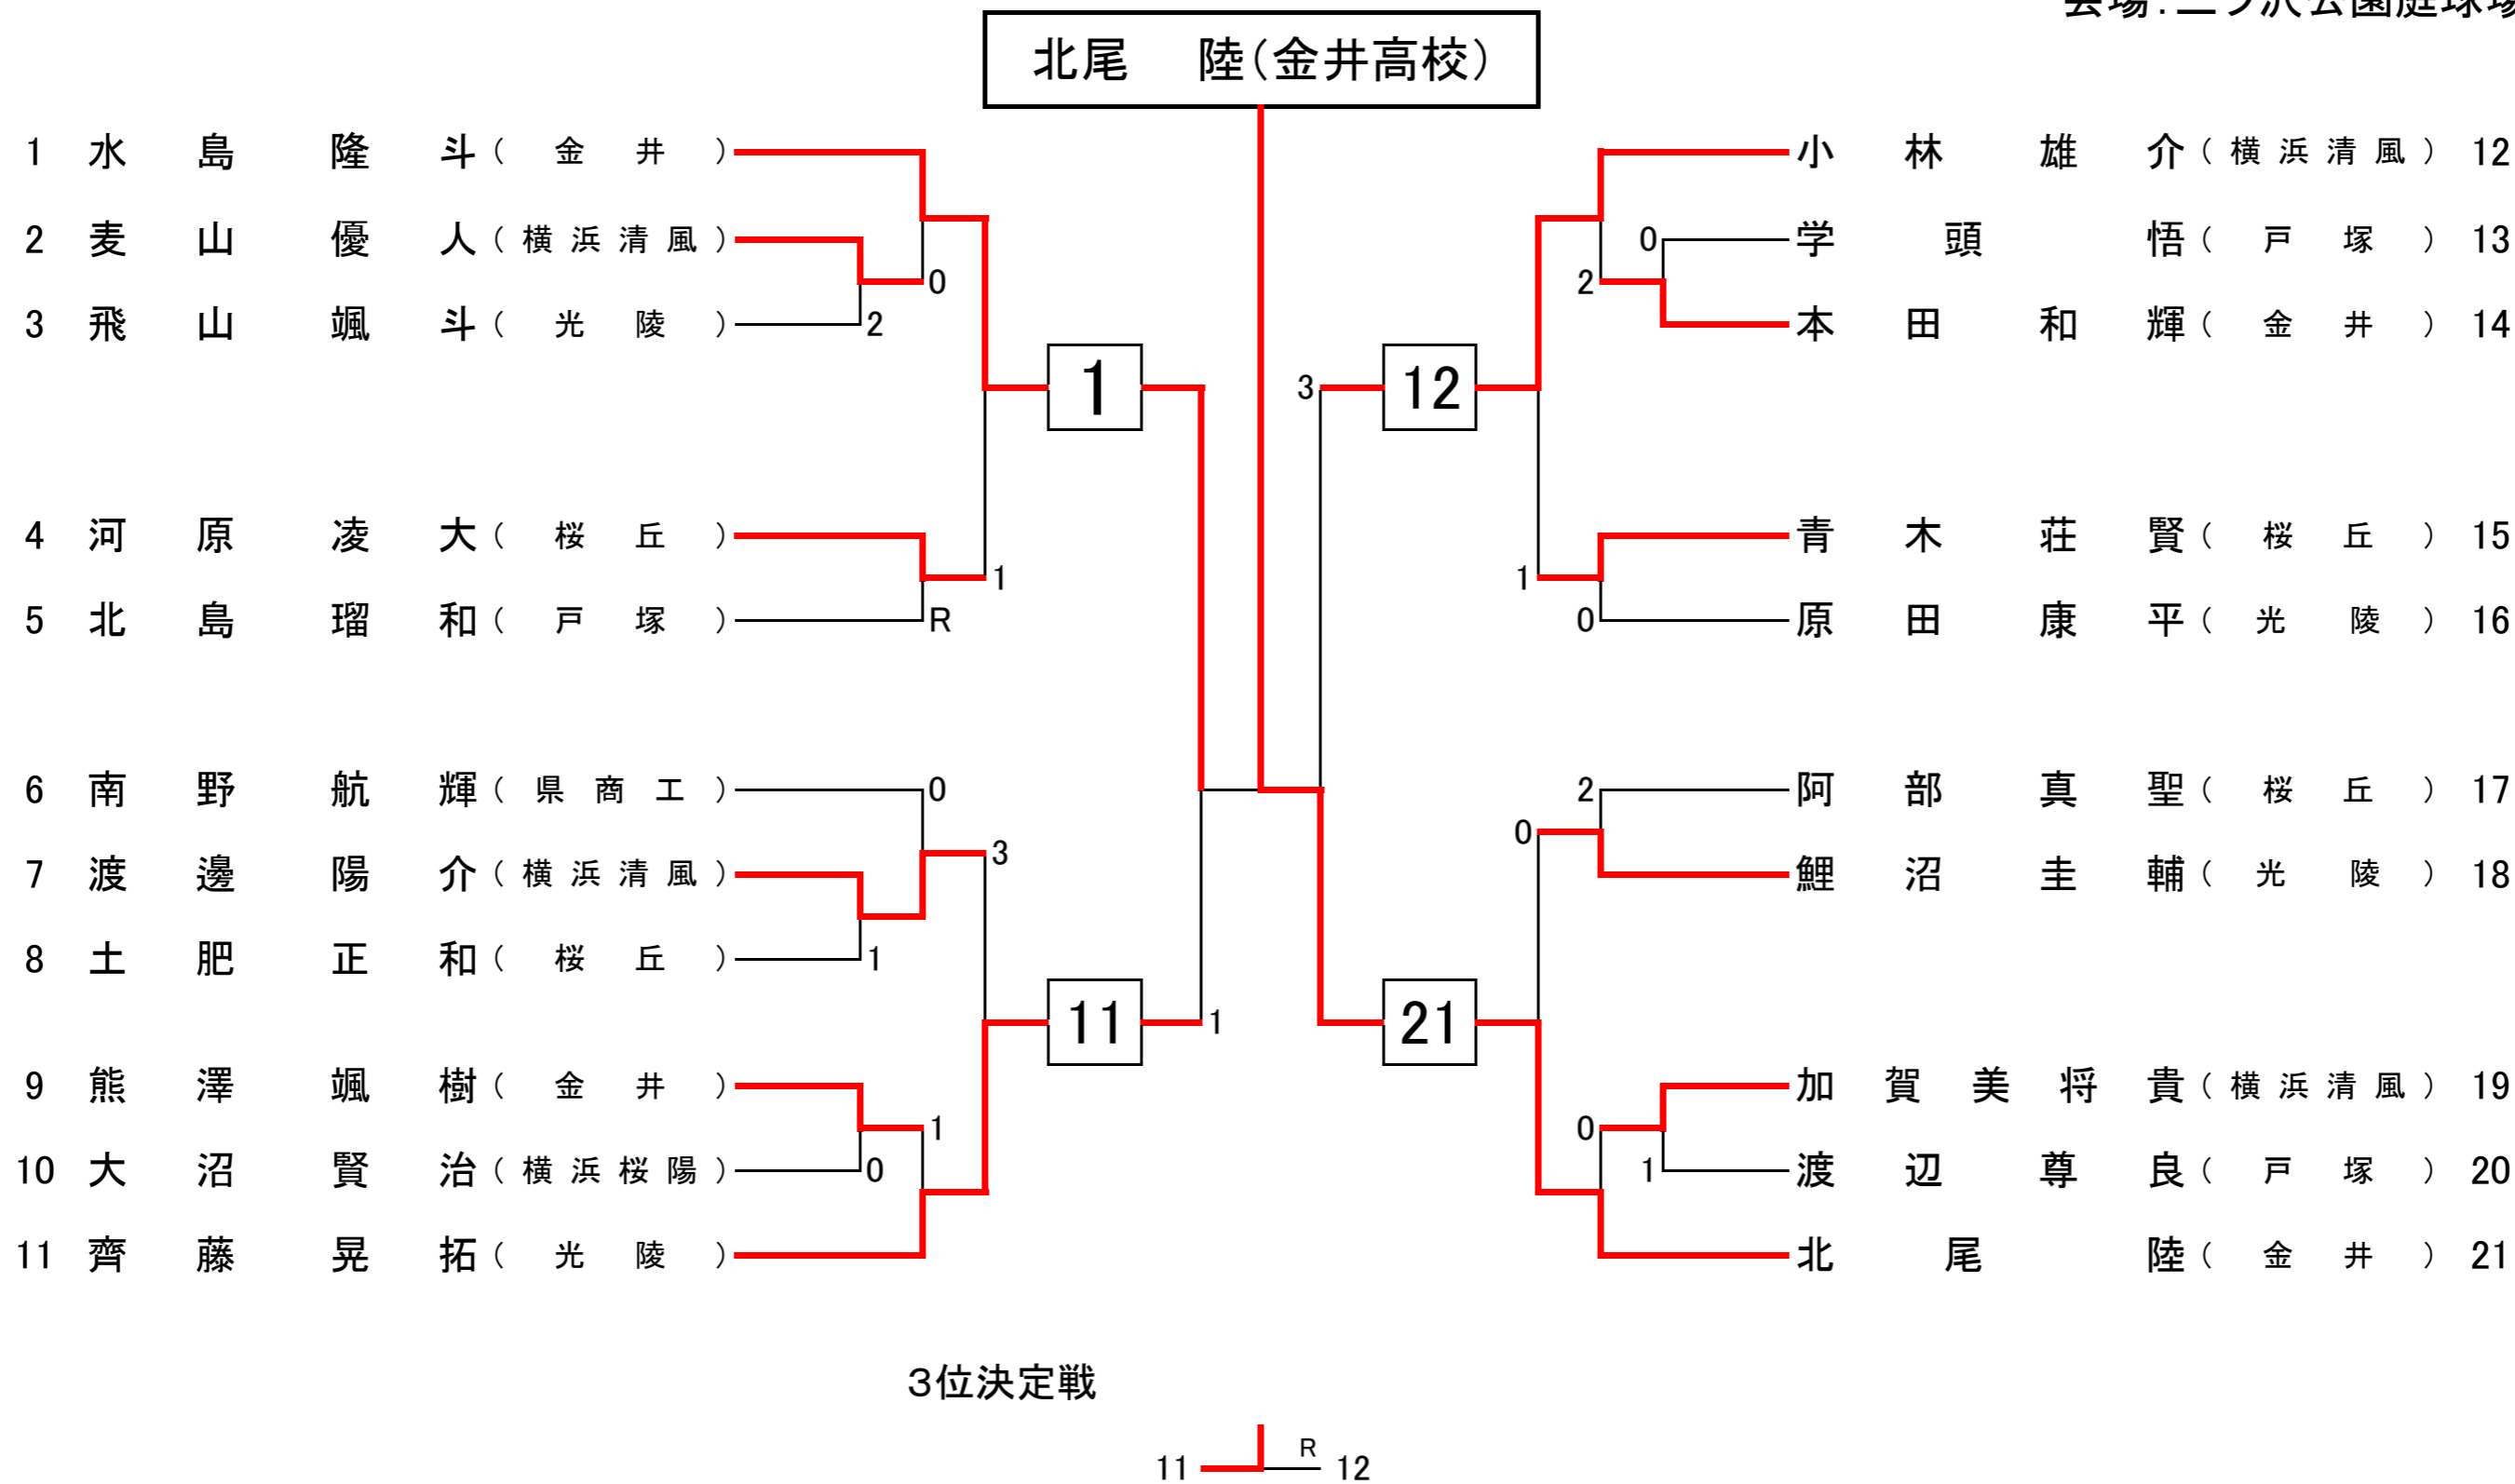 北尾 陸(金井高校)
1 水島隆斗(金井)
2 麦山優人(横浜清風)
3 飛山颯斗(光陵)
4 河原凌大(桜丘)
5 北島瑠和(戸塚)
6 南野航輝(県商工)
7 渡邊陽介(横浜清風)
8 土肥正和(桜丘)
9 熊澤颯樹(金井)
10 大沼賢治(横浜桜陽)
11 齊藤晃拓(光陵)
0
2
1
R
0
3
1
1
0
1
11
1
3
12
21
0
2
1
0
2
0
0
1
小林雄介(横浜清風) 12
学頭悟(戸塚) 13
本田和輝(金井) 14
青木荘賢(桜丘) 15
原田康平(光陵) 16
阿部真聖(桜丘) 17
鯉沼圭輔(光陵) 18
加賀美将貴(横浜清風) 19
渡辺尊良(戸塚) 20
北尾陸(金井) 21
3位決定戦
11 R 12